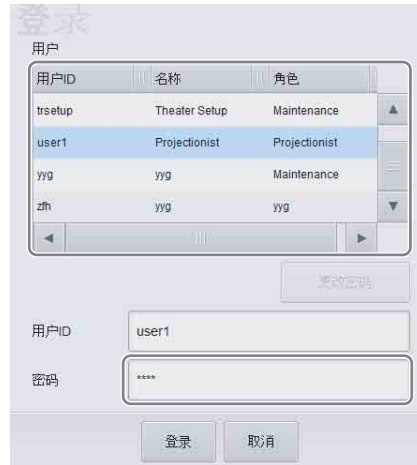 登录
用户
用户ID 名称 角色
trsetup Theater Setup Maintenance
user1 Projectionist Projectionist
yyg yyg Maintenance
zfh yyg yyg
更改密码
用户ID user1
密码 ****
登录 取消